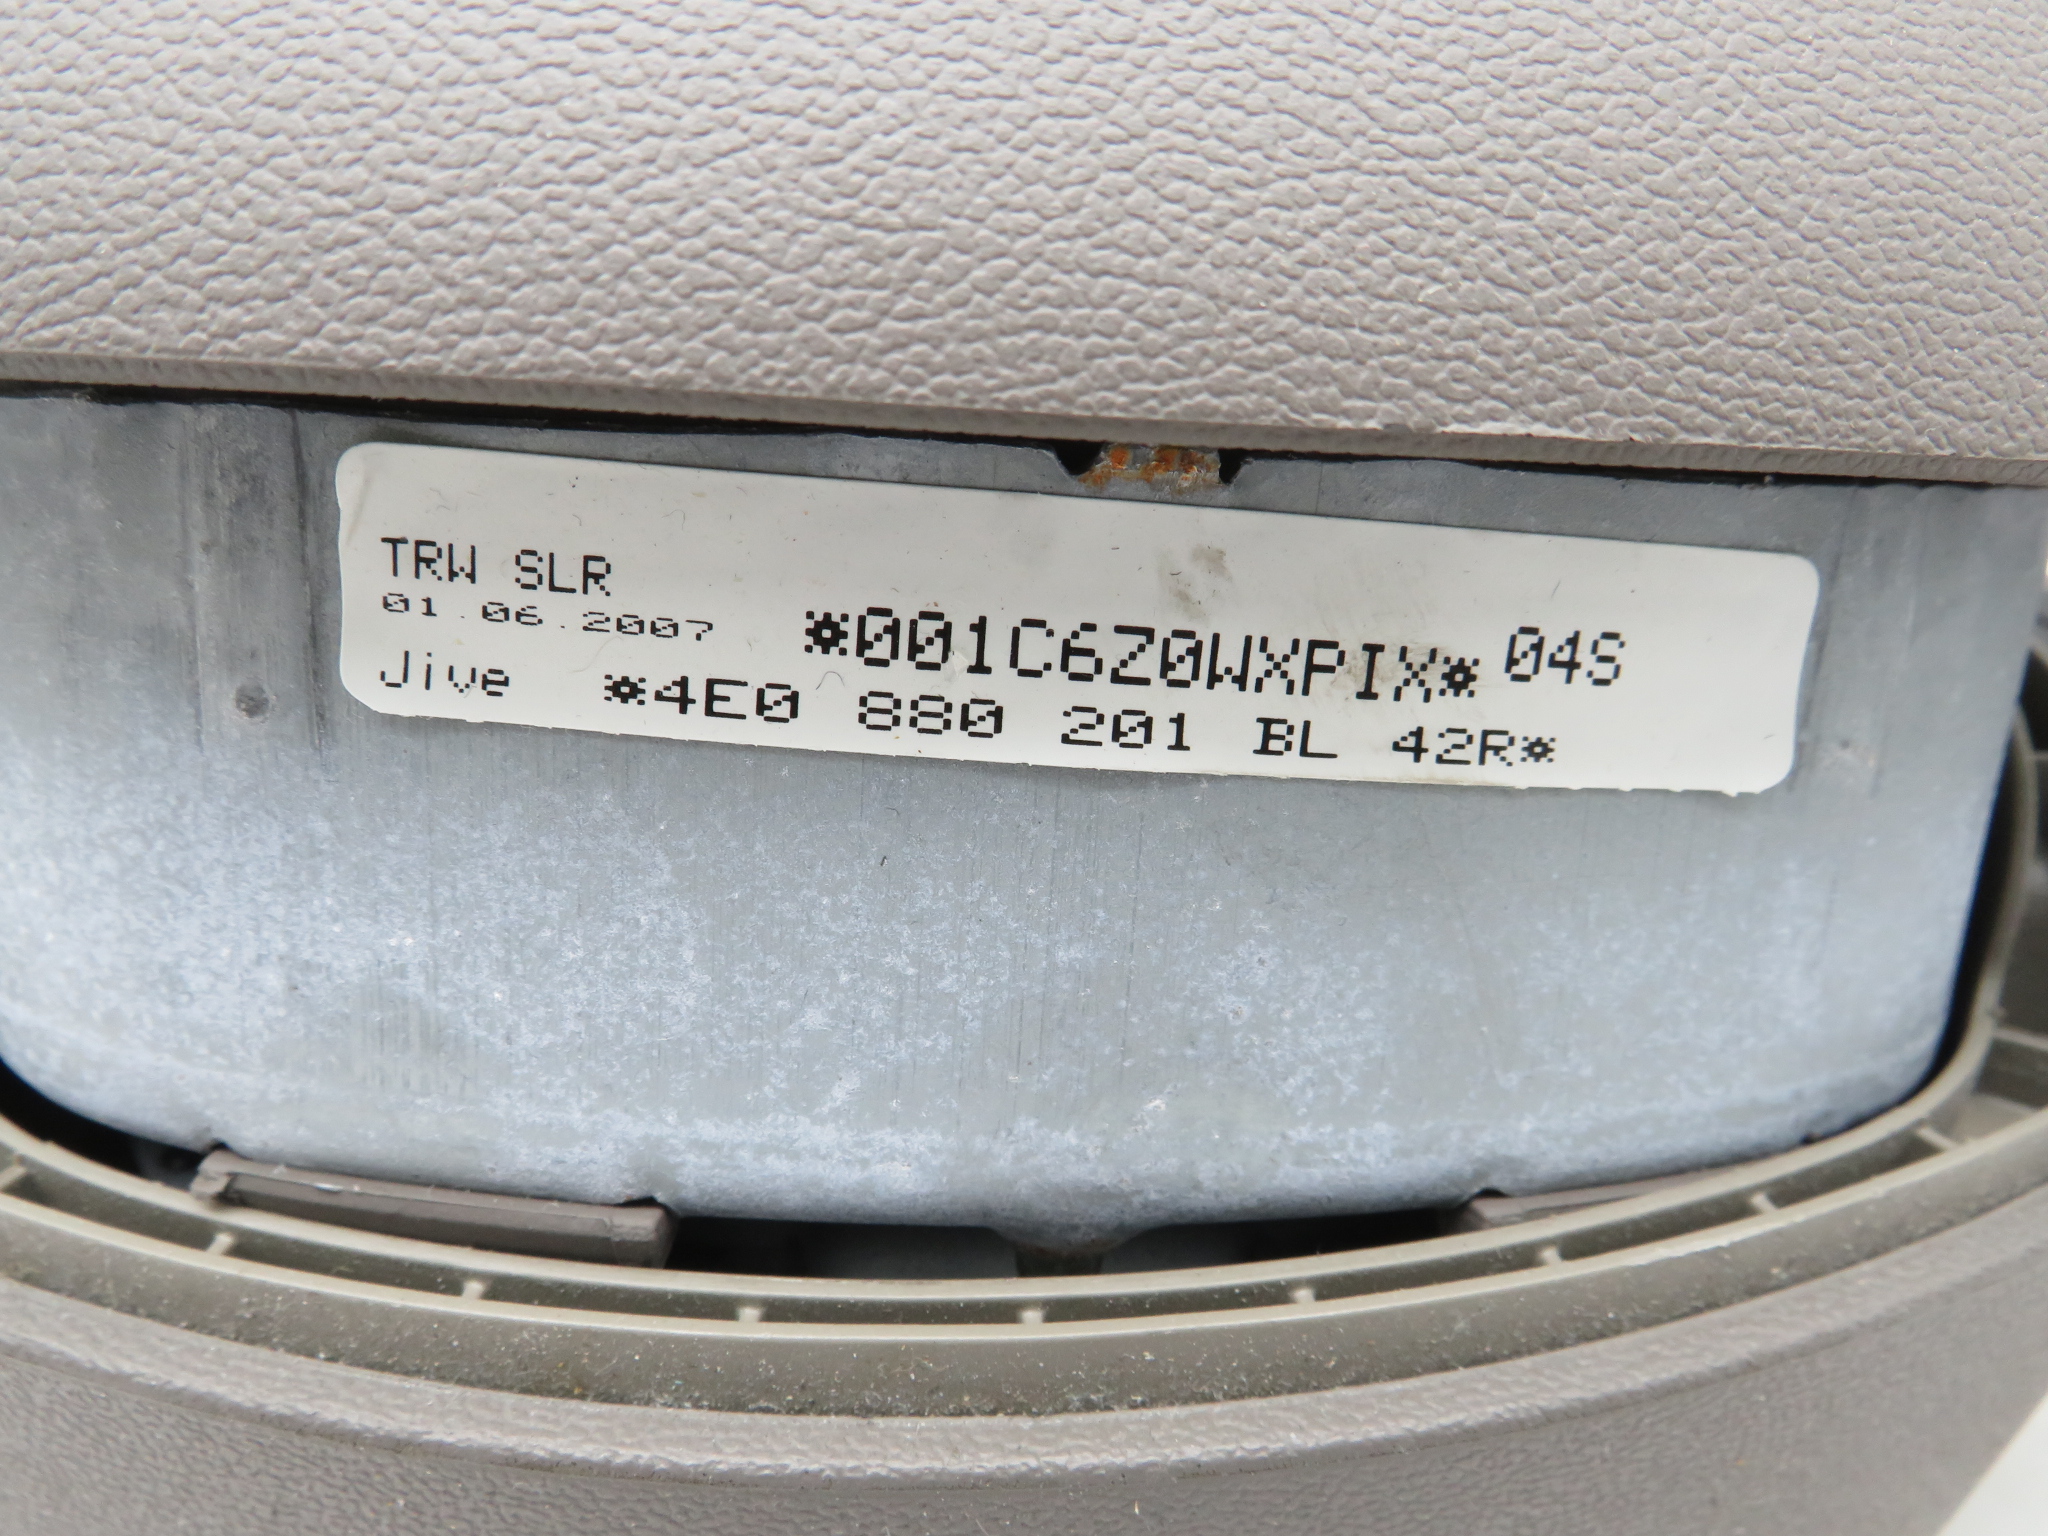 TRW SLR
01.06.2007
*001C6Z0WXPIX* 04S
Jive *4E0 880 201 BL 42R*